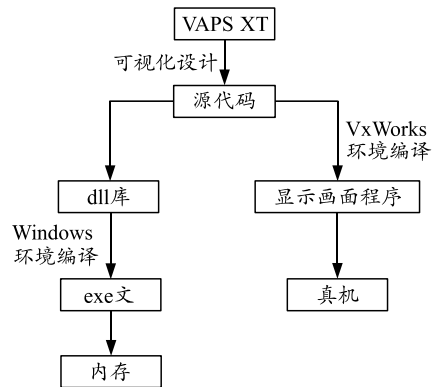 VAPS XT
可视化设计
源代码
VxWorks
环境编译
dll库
显示画面程序
Windows
环境编译
exe文
真机
内存